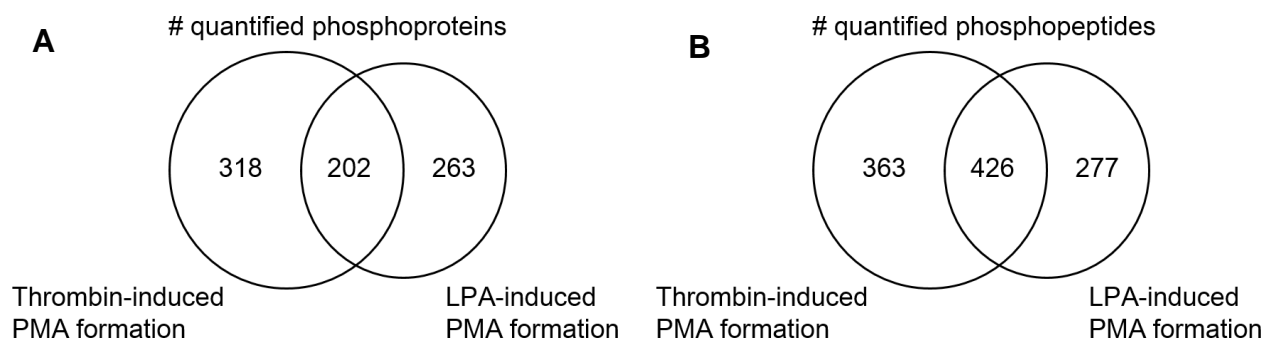 A
# quantified phosphoproteins
318
202
263
Thrombin-induced
PMA formation
LPA-induced
PMA formation
B
# quantified phosphopeptides
363
426
277
Thrombin-induced
PMA formation
LPA-induced
PMA formation